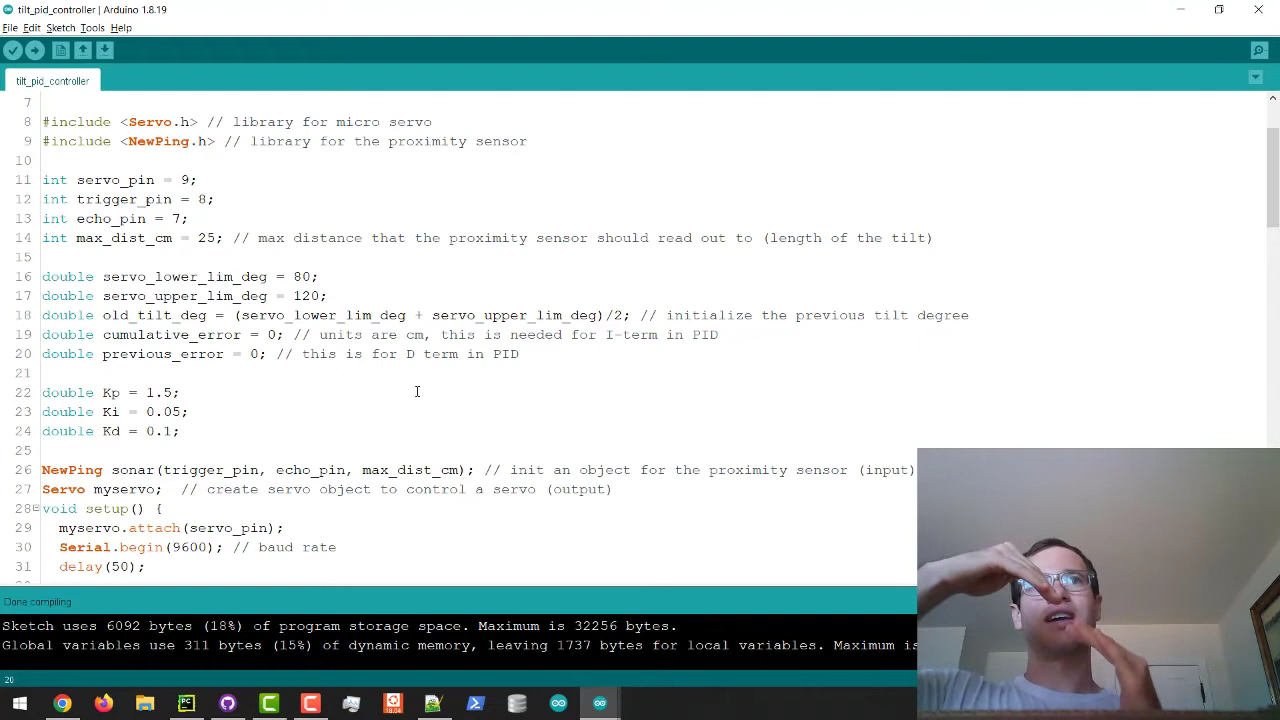 tilt_pid_controller | Arduino 1.8.19
File Edit Sketch Tools Help
tilt_pid_controller
7
8 #include <Servo.h> // library for micro servo
9 #include <NewPing.h> // library for the proximity sensor
10
11 int servo_pin = 9;
12 int trigger_pin = 8;
13 int echo_pin = 7;
14 int max_dist_cm = 25; // max distance that the proximity sensor should read out to (length of the tilt)
15
16 double servo_lower_lim_deg = 80;
17 double servo_upper_lim_deg = 120;
18 double old_tilt_deg = (servo_lower_lim_deg + servo_upper_lim_deg)/2; // initialize the previous tilt degree
19 double cumulative_error = 0; // units are cm, this is needed for I-term in PID
20 double previous_error = 0; // this is for D term in PID
21
22 double Kp = 1.5;
23 double Ki = 0.05;
24 double Kd = 0.1;
25
26 NewPing sonar(trigger_pin, echo_pin, max_dist_cm); // init an object for the proximity sensor (input)
27 Servo myservo;  // create servo object to control a servo (output)
28 void setup() {
29 myservo.attach(servo_pin);
30 Serial.begin(9600); // baud rate
31 delay(50);
Done compiling
Sketch uses 6092 bytes (18%) of program storage space. Maximum is 32256 bytes.
Global variables use 311 bytes (15%) of dynamic memory, leaving 1737 bytes for local variables. Maximum is
20
PC
18.04